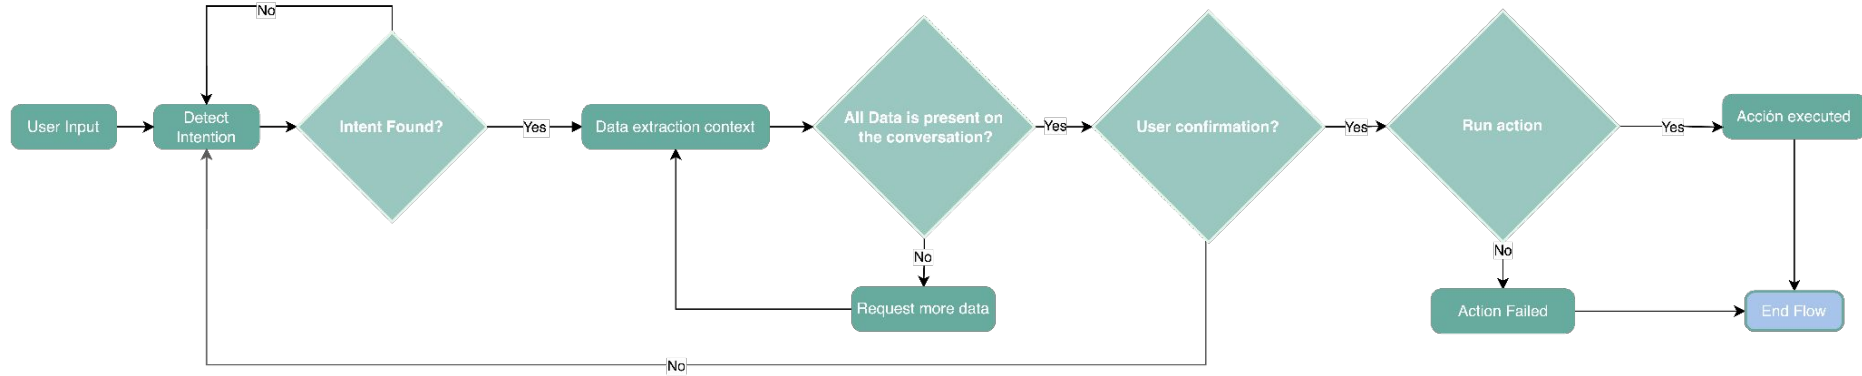 No
User Input
Detect
Intention
Intent Found?
Yes
Data extraction context
All Data is present on
the conversation?
Yes
User confirmation?
Yes
Run action
Yes
Acción executed
No
Request more data
No
Action Failed
End Flow
No